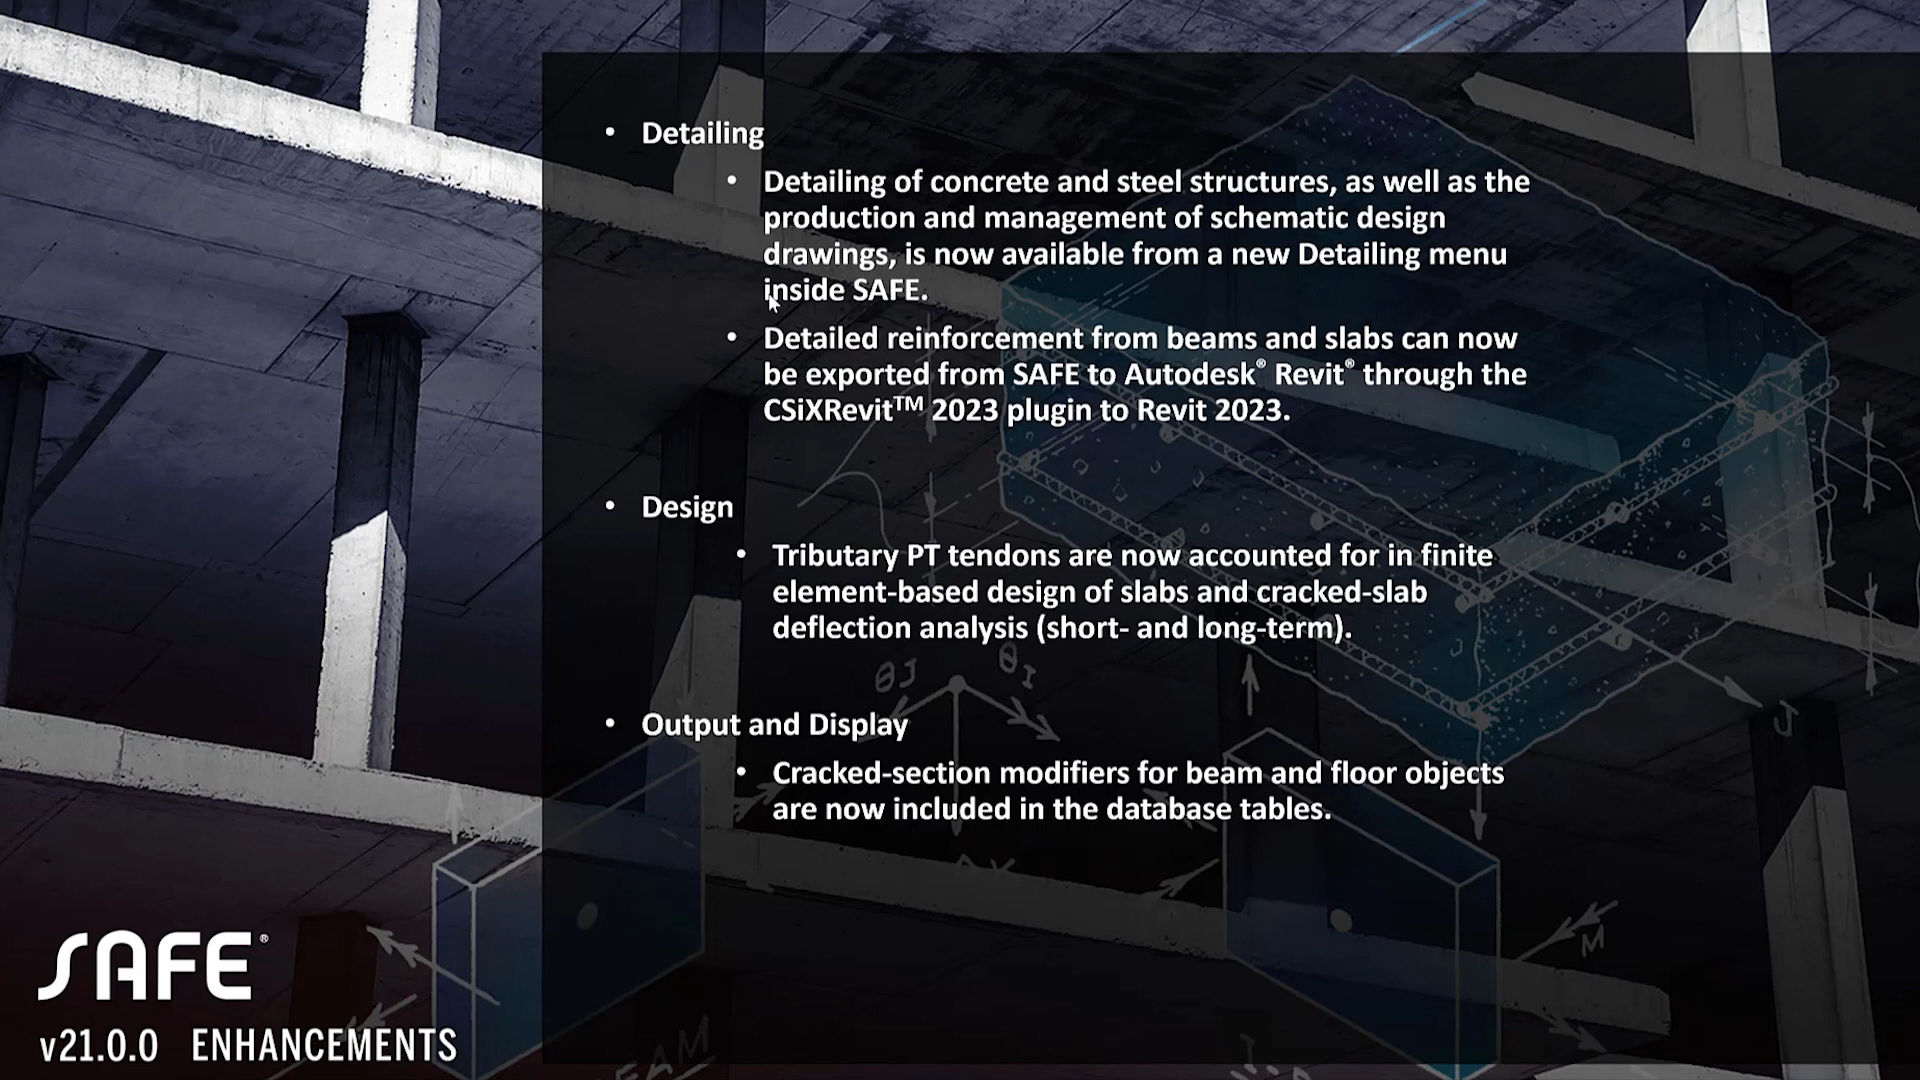 • Detailing
• Detailing of concrete and steel structures, as well as the
production and management of schematic design
drawings, is now available from a new Detailing menu
inside SAFE.
• Detailed reinforcement from beams and slabs can now
be exported from SAFE to Autodesk® Revit® through the
CSiXRevit™ 2023 plugin to Revit 2023.
• Design
• Tributary PT tendons are now accounted for in finite
element-based design of slabs and cracked-slab
deflection analysis (short- and long-term).
θJ θI
J
• Output and Display
• Cracked-section modifiers for beam and floor objects
are now included in the database tables.
M
SAFE®
v21.0.0 ENHANCEMENTS